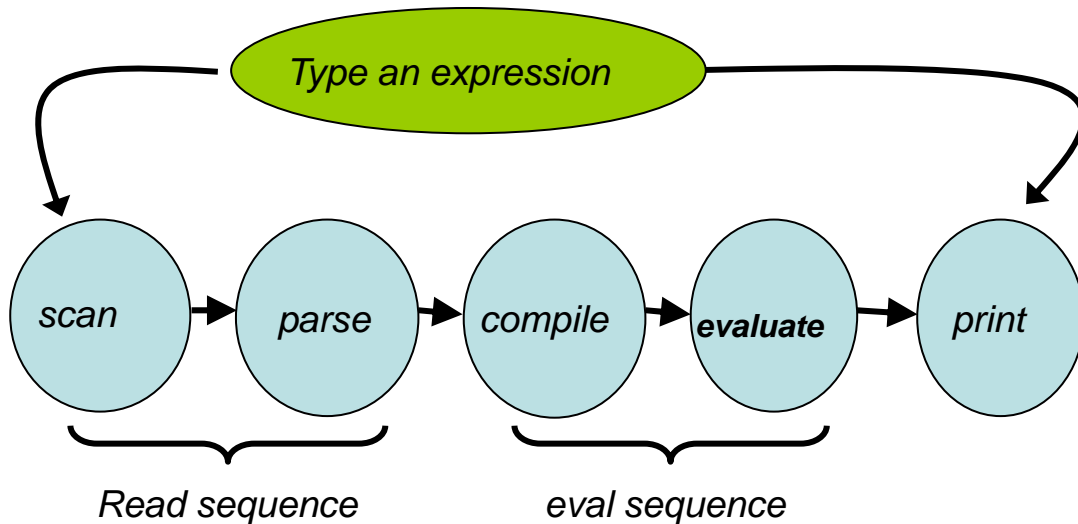 Type an expression
scan
parse
compile
evaluate
print
Read sequence
eval sequence